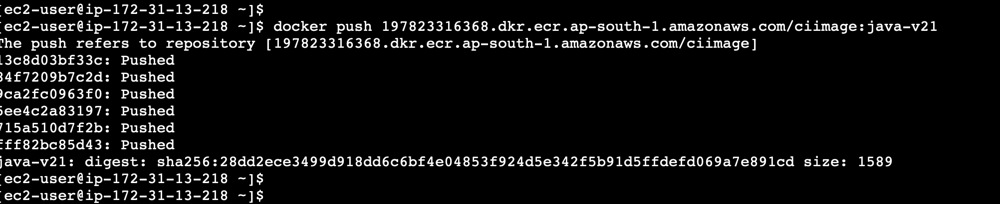 [ec2-user@ip-172-31-13-218 ~]$
[ec2-user@ip-172-31-13-218 ~]$ docker push 197823316368.dkr.ecr.ap-south-1.amazonaws.com/ciimage:java-v21
The push refers to repository [197823316368.dkr.ecr.ap-south-1.amazonaws.com/ciimage]
13c8d03bf33c: Pushed
84f7209b7c2d: Pushed
9ca2fc0963f0: Pushed
5ee4c2a83197: Pushed
715a510d7f2b: Pushed
fff82bc85d43: Pushed
java-v21: digest: sha256:28dd2ece3499d918dd6c6bf4e04853f924d5e342f5b91d5ffdefd069a7e891cd size: 1589
[ec2-user@ip-172-31-13-218 ~]$
[ec2-user@ip-172-31-13-218 ~]$